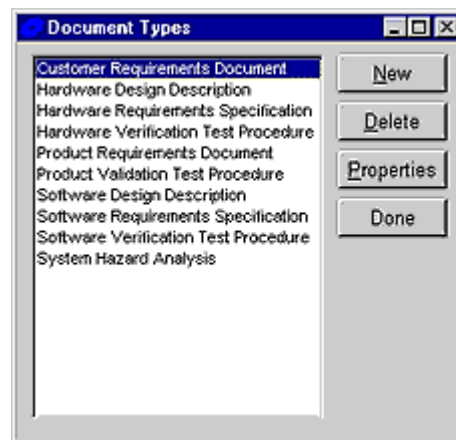 Document Types
Customer Requirements Document
Hardware Design Description
Hardware Requirements Specification
Hardware Verification Test Procedure
Product Requirements Document
Product Validation Test Procedure
Software Design Description
Software Requirements Specification
Software Verification Test Procedure
System Hazard Analysis
New
Delete
Properties
Done